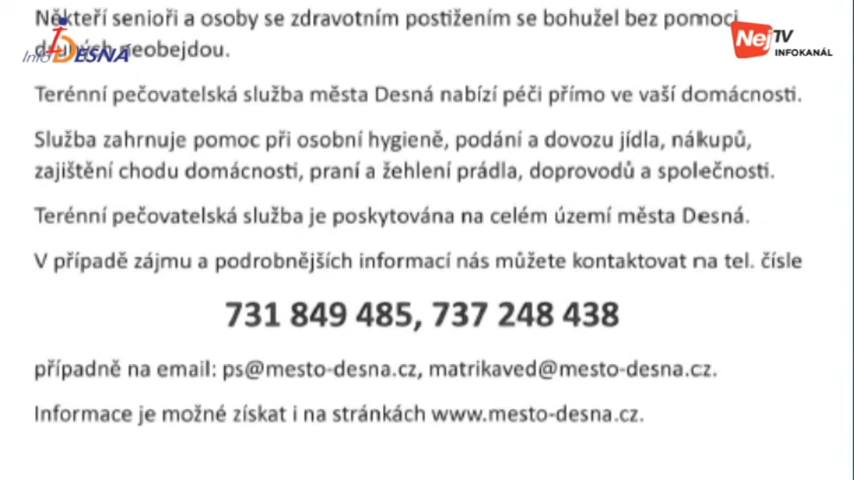 Někteří senioři a osoby se zdravotním postižením se bohužel bez pomoci
druhých neobejdou.
Info DESNÁ
Nej TV
INFOKANÁL
Terénní pečovatelská služba města Desná nabízí péči přímo ve vaší domácnosti.
Služba zahrnuje pomoc při osobní hygieně, podání a dovozu jídla, nákupů,
zajištění chodu domácnosti, praní a žehlení prádla, doprovodů a společnosti.
Terénní pečovatelská služba je poskytována na celém území města Desná.
V případě zájmu a podrobnějších informací nás můžete kontaktovat na tel. čísle
731 849 485, 737 248 438
případně na email: ps@mesto-desna.cz, matrikaved@mesto-desna.cz.
Informace je možné získat i na stránkách www.mesto-desna.cz.